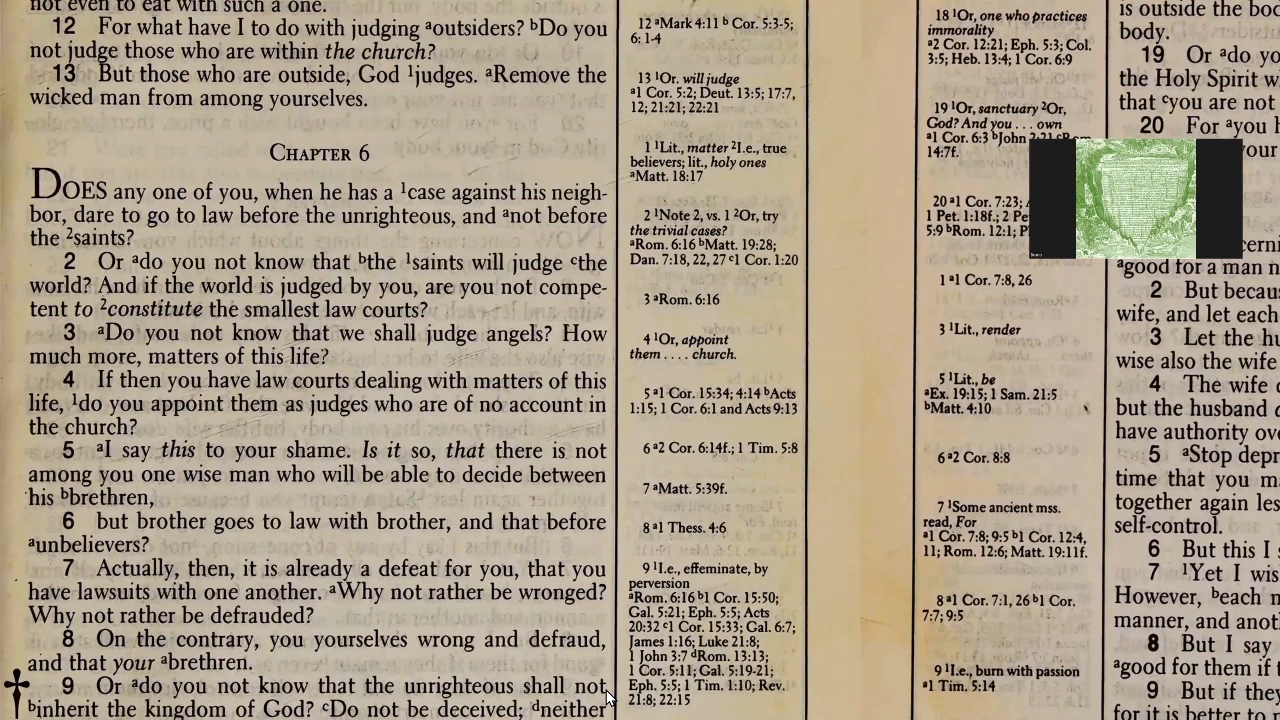 not even to eat with such a one.
12 For what have I to do with judging ªoutsiders? ᵇDo you
not judge those who are within the church?
13 But those who are outside, God ¹judges. ªRemove the
wicked man from among yourselves.
CHAPTER 6
DOES any one of you, when he has a ¹case against his neigh-
bor, dare to go to law before the unrighteous, and ªnot before
the ²saints?
2 Or ªdo you not know that ᵇthe ¹saints will judge ᶜthe
world? And if the world is judged by you, are you not compe-
tent to ²constitute the smallest law courts?
3 ªDo you not know that we shall judge angels? How
much more, matters of this life?
4 If then you have law courts dealing with matters of this
life, ¹do you appoint them as judges who are of no account in
the church?
5 ªI say this to your shame. Is it so, that there is not
among you one wise man who will be able to decide between
his ᵇbrethren,
6 but brother goes to law with brother, and that before
ªunbelievers?
7 Actually, then, it is already a defeat for you, that you
have lawsuits with one another. ªWhy not rather be wronged?
Why not rather be defrauded?
8 On the contrary, you yourselves wrong and defraud,
and that your ªbrethren.
9 Or ªdo you not know that the unrighteous shall not
ᵇinherit the kingdom of God? ᶜDo not be deceived; ᵈneither
12 ªMark 4:11 ᵇ Cor. 5:3-5;
6: 1-4
13 ¹Or. will judge
ª1 Cor. 5:2; Deut. 13:5; 17:7,
12; 21:21; 22:21
1 ¹Lit., matter ²I.e., true
believers; lit., holy ones
ªMatt. 18:17
2 ¹Note 2, vs. 1 ²Or, try
the trivial cases?
ªRom. 6:16 ᵇMatt. 19:28;
Dan. 7:18, 22, 27 ᶜ1 Cor. 1:20
3 ªRom. 6:16
4 ¹Or, appoint
them . . . . church.
5 ª1 Cor. 15:34; 4:14 ᵇActs
1:15; 1 Cor. 6:1 and Acts 9:13
6 ª2 Cor. 6:14f.; 1 Tim. 5:8
7 ªMatt. 5:39f.
8 ª1 Thess. 4:6
9 ¹I.e., effeminate, by
perversion
ªRom. 6:16 ᵇ1 Cor. 15:50;
Gal. 5:21; Eph. 5:5; Acts
20:32 ᶜ1 Cor. 15:33; Gal. 6:7;
James 1:16; Luke 21:8;
1 John 3:7 ᵈRom. 13:13;
1 Cor. 5:11; Gal. 5:19-21;
Eph. 5:5; 1 Tim. 1:10; Rev.
21:8; 22:15
18 ¹Or, one who practices
immorality
ª2 Cor. 12:21; Eph. 5:3; Col.
3:5; Heb. 13:4; 1 Cor. 6:9
19 ¹Or, sanctuary ²Or,
God? And you . . . own
ª1 Cor. 6:3 ᵇJohn 2:21 ᶜRom.
14:7f.
20 ª1 Cor. 7:23;
1 Pet. 1:18f.; 2 Pe
5:9 ᵇRom. 12:1;
1 ª1 Cor. 7:8, 26
3 ¹Lit., render
5 ¹Lit., be
ªEx. 19:15; 1 Sam. 21:5
ᵇMatt. 4:10
6 ª2 Cor. 8:8
7 ¹Some ancient mss.
read, For
ª1 Cor. 7:8; 9:5 ᵇ1 Cor. 12:4,
11; Rom. 12:6; Matt. 19:11f.
8 ª1 Cor. 7:1, 26 ᵇ1 Cor.
7:7; 9:5
9 ¹I.e., burn with passion
ª1 Tim. 5:14
is outside the bod
body.
19 Or ªdo yo
the Holy Spirit w
that ᶜyou are not
20 For ªyou h
your
cerni
ªgood for a man n
2 But becaus
wife, and let each
3 Let the hu
wise also the wife
4 The wife
but the husband
have authority ove
5 ªStop depr
time that you m
together again les
self-control.
6 But this I s
7 ¹Yet I wis
However, ᵇeach m
manner, and anot
8 But I say
ªgood for them if
9 But if they
for it is better to